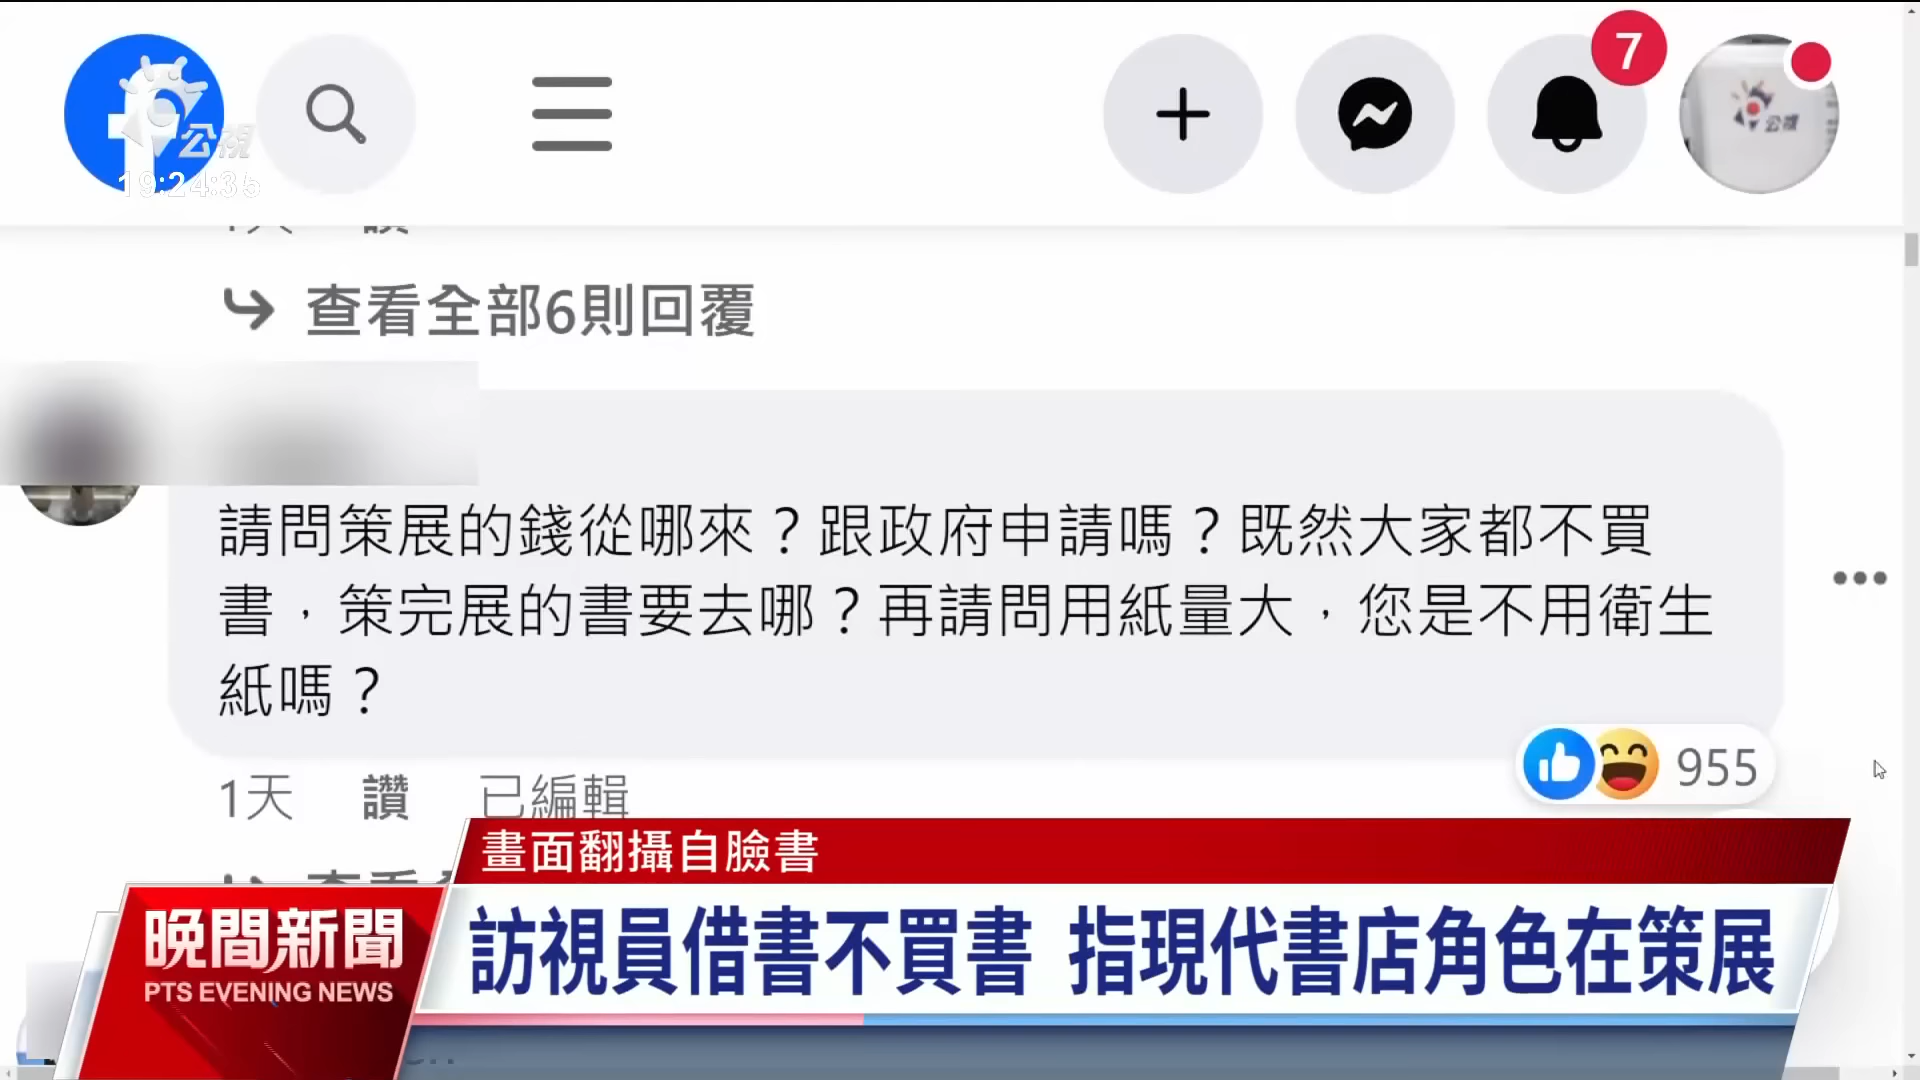 7
公視
公視
19:24:35
1天 讚
查看全部6則回覆
請問策展的錢從哪來？跟政府申請嗎？既然大家都不買
書，策完展的書要去哪？再請問用紙量大，您是不用衛生
紙嗎？
955
1天 讚 已編輯
畫面翻攝自臉書
晚間新聞
PTS EVENING NEWS
訪視員借書不買書 指現代書店角色在策展